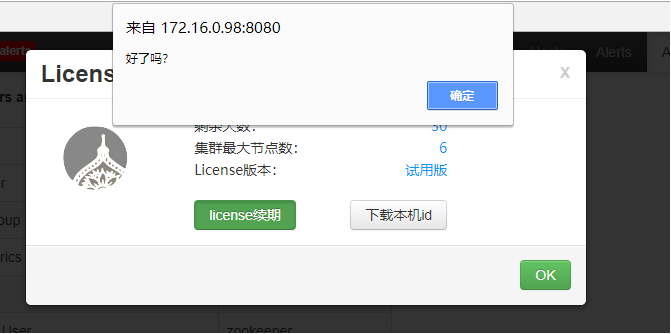 来自 172.16.0.98:8080
好了吗?
确定
alerts
Alerts
A
Licens
x
rs a
剩余天数: 30
集群最大节点数: 6
License版本: 试用版
license续期 下载本机id
er
oup
rics
OK
User
zookeeper